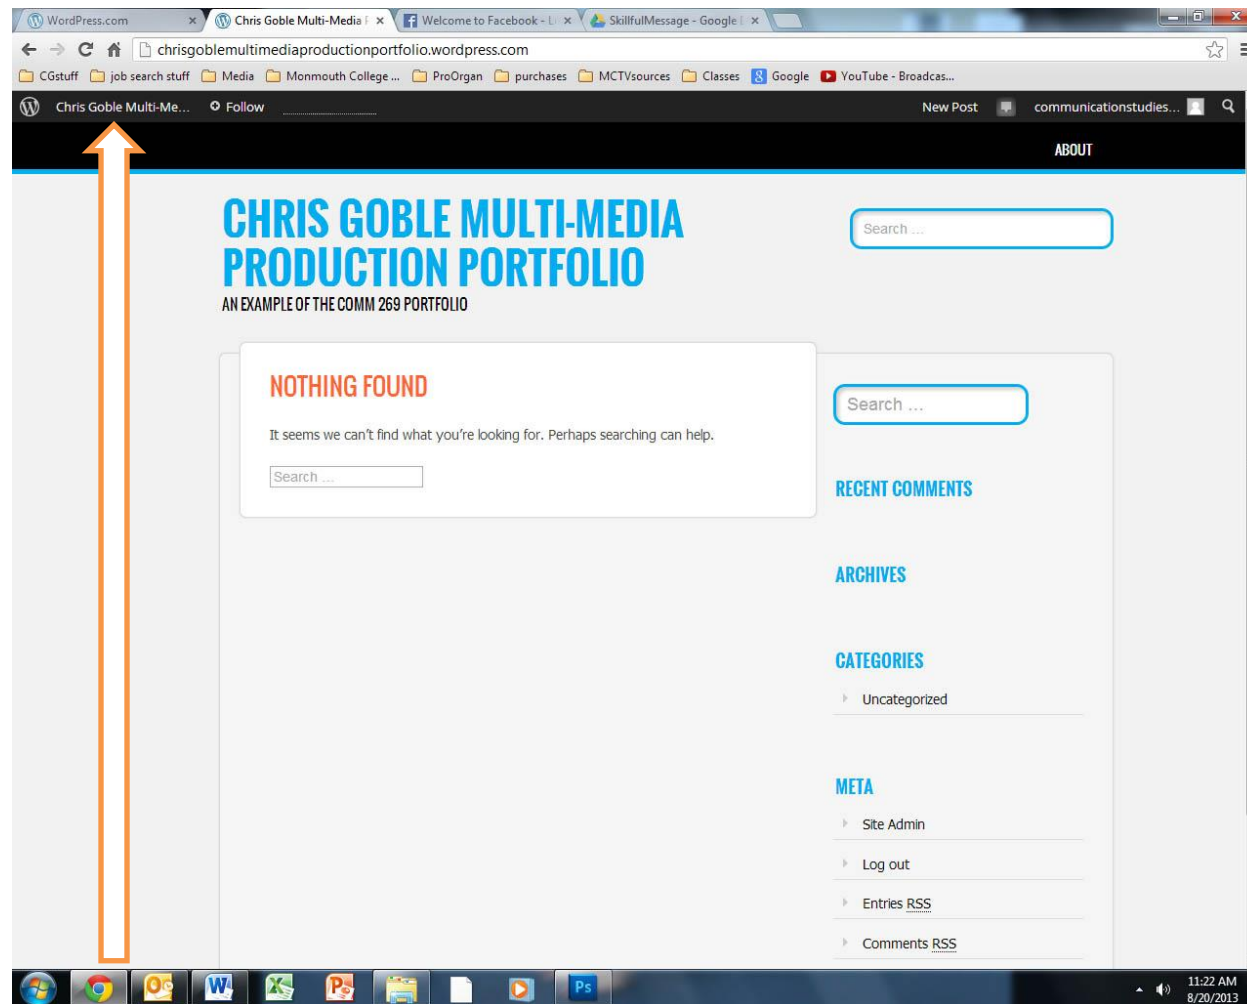 WordPress.com
Chris Goble Multi-Media
Welcome to Facebook - L
SkillfulMessage - Google
chrisgoblemultimediaproductionportfolio.wordpress.com
CGstuff job search stuff Media Monmouth College ... ProOrgan purchases MCTVsources Classes Google YouTube - Broadcas...
Chris Goble Multi-Me... Follow New Post communicationstudies...
ABOUT
CHRIS GOBLE MULTI-MEDIA
PRODUCTION PORTFOLIO
AN EXAMPLE OF THE COMM 269 PORTFOLIO
Search ...
NOTHING FOUND
It seems we can't find what you're looking for. Perhaps searching can help.
Search ...
Search ...
RECENT COMMENTS
ARCHIVES
CATEGORIES
Uncategorized
META
Site Admin
Log out
Entries RSS
Comments RSS
Ps
11:22 AM
8/20/2013